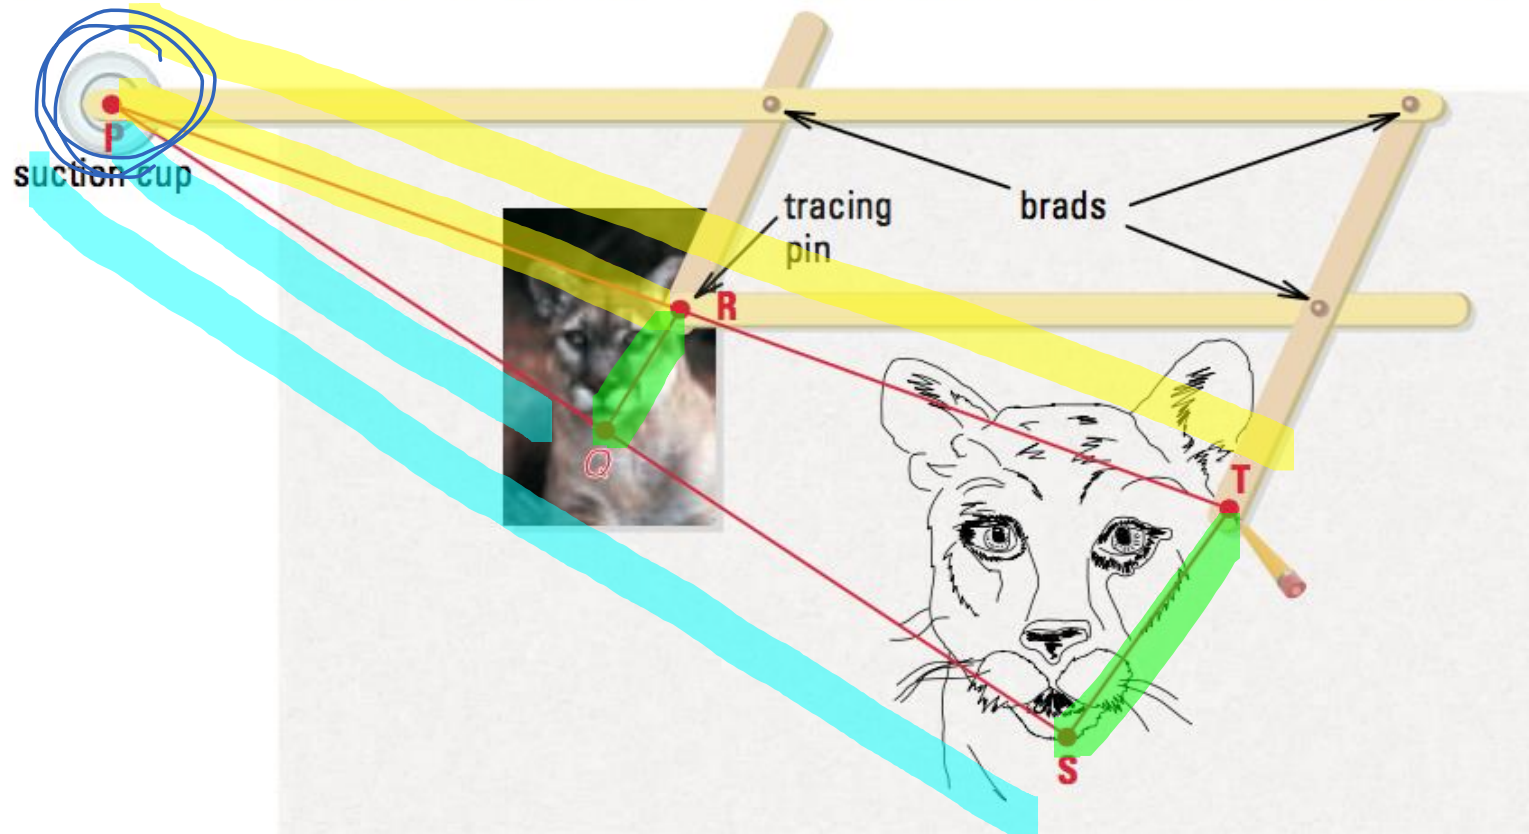 P
suction cup
tracing
pin
brads
R
Q
T
S